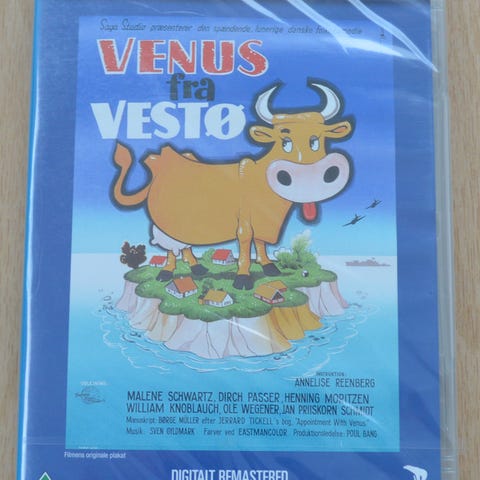 Saga Studio præsenterer den spændende, lunerige danske folkekomedie
VENUS
fra
VESTØ
INSTRUKTION:
ANNELISE REENBERG
MALENE SCHWARTZ, DIRCH PASSER, HENNING MORITZEN
WILLIAM KNOBLAUCH, OLE WEGENER, JAN PRIISKORN SCHMIDT
Manuskript: BØRGE MÜLLER efter JERRARD TICKELL's bog, "Appointment With Venus"
Musik: SVEN GYLDMARK Farver ved EASTMANCOLOR. Produktionsledelse: POUL BANG
Filmens originale plakat
DIGITALT REMASTERED